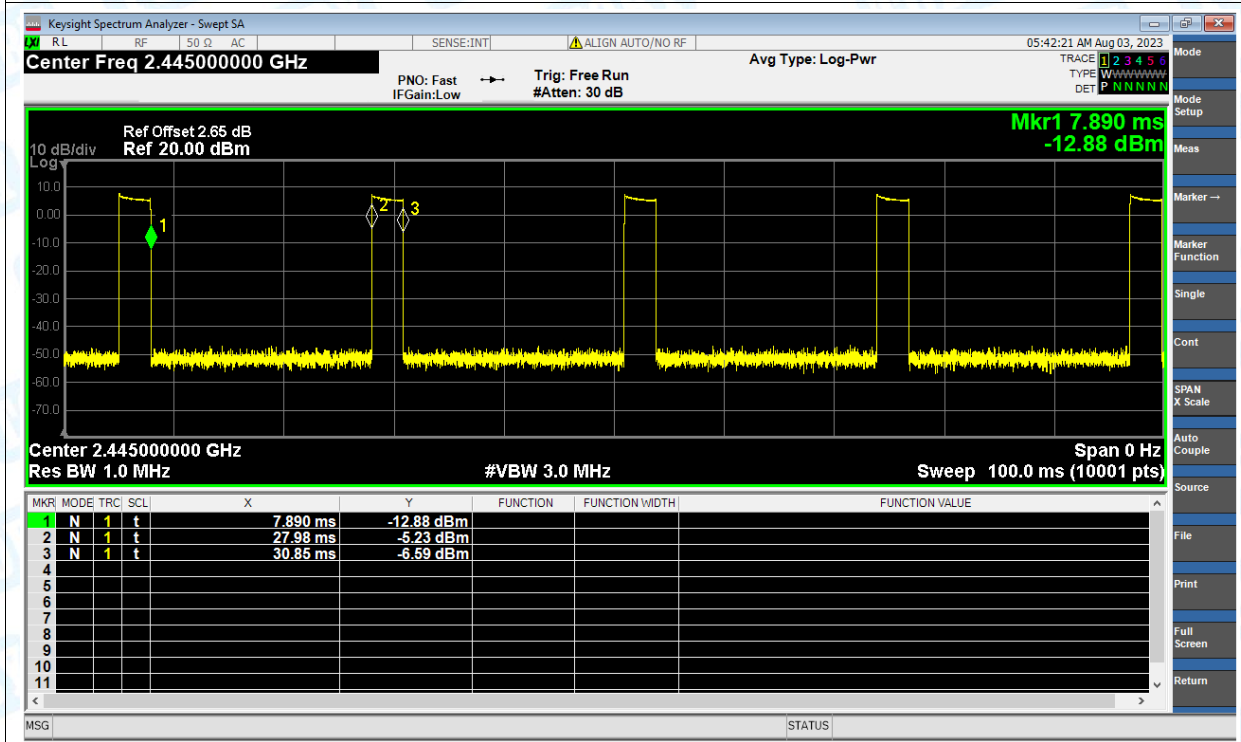 Keysight Spectrum Analyzer - Swept SA
LXI RL RF 50 Ω AC SENSE:INT ALIGN AUTO/NO RF 05:42:21 AM Aug 03, 2023
Center Freq 2.445000000 GHz
PNO: Fast
IFGain:Low
Trig: Free Run
#Atten: 30 dB
Avg Type: Log-Pwr
TRACE 1 2 3 4 5 6
TYPE WWWWWW
DET P N N N N N
Ref Offset 2.65 dB
10 dB/div Ref 20.00 dBm
Log
Mkr1 7.890 ms
-12.88 dBm
10.0
0.00
-10.0
-20.0
-30.0
-40.0
-50.0
-60.0
-70.0
1
2
3
Center 2.445000000 GHz Span 0 Hz
Res BW 1.0 MHz #VBW 3.0 MHz Sweep 100.0 ms (10001 pts)
MKR MODE TRC SCL X Y FUNCTION FUNCTION WIDTH FUNCTION VALUE
1 N 1 t 7.890 ms -12.88 dBm
2 N 1 t 27.98 ms -5.23 dBm
3 N 1 t 30.85 ms -6.59 dBm
4
5
6
7
8
9
10
11
MSG STATUS
Mode
Mode
Setup
Meas
Marker →
Marker
Function
Single
Cont
SPAN
X Scale
Auto
Couple
Source
File
Print
Full
Screen
Return